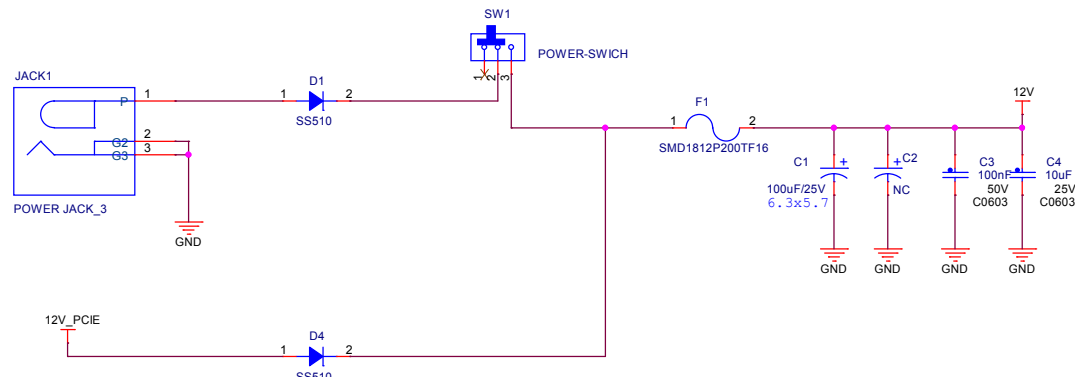 SW1
POWER-SWICH
1
2
3
JACK1
P
1
G2
2
G3
3
POWER JACK_3
GND
D1
1
2
SS510
F1
1
2
SMD1812P200TF16
12V
C1
+
100uF/25V
6.3x5.7
GND
C2
+
NC
GND
C3
100nF
50V
C0603
GND
C4
10uF
25V
C0603
GND
12V_PCIE
D4
1
2
SS510